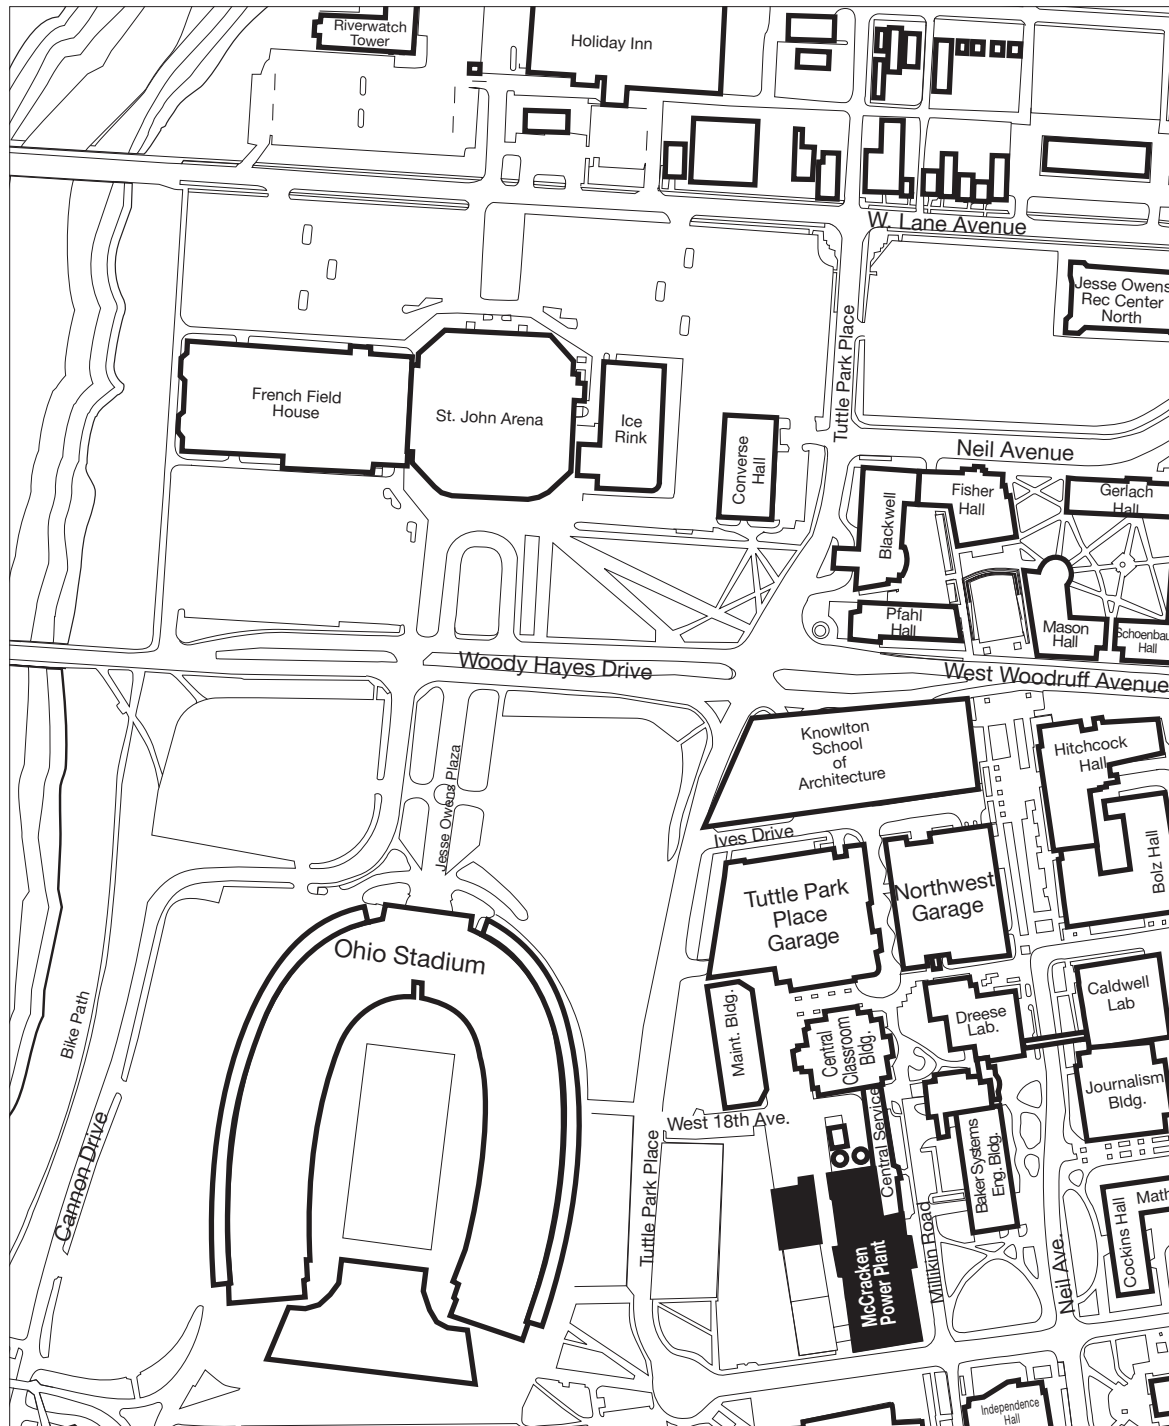 Riverwatch
Tower
Holiday Inn
W. Lane Avenue
Jesse Owens
Rec Center
North
Tuttle Park Place
French Field
House
St. John Arena
Ice
Rink
Converse
Hall
Neil Avenue
Blackwell
Fisher
Hall
Gerlach
Hall
Pfahl
Hall
Mason
Hall
Schoenbau
Hall
Woody Hayes Drive
West Woodruff Avenue
Knowlton
School
of
Architecture
Hitchcock
Hall
Jesse Owens Plaza
Ives Drive
Bolz Hall
Tuttle Park
Place
Garage
Northwest
Garage
Ohio Stadium
Caldwell
Lab
Maint. Bldg.
Central
Classroom
Bldg.
Dreese
Lab.
Bike Path
Journalism
Bldg.
West 18th Ave.
Central Service
Baker Systems
Eng. Bldg.
Cannon Drive
Tuttle Park Place
Math
Cockins Hall
McCracken
Power Plant
Millikin Road
Neil Ave.
Independence
Hall